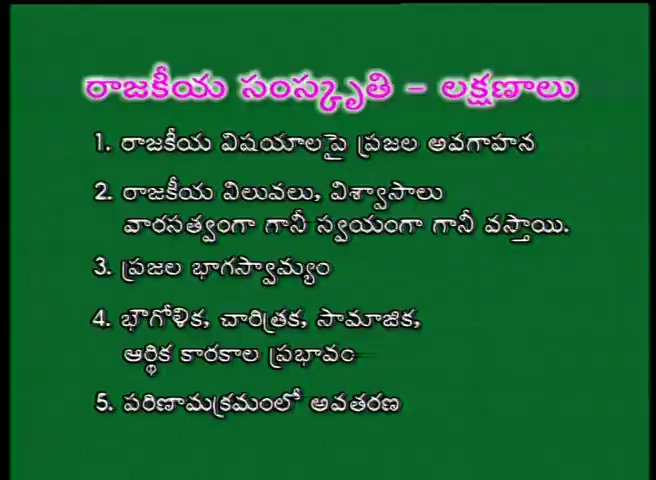 రాజకీయ సంస్కృతి – లక్షణాలు
1. రాజకీయ విషయాలపై ప్రజల అవగాహన
2. రాజకీయ విలువలు, విశ్వాసాలు
వారసత్వంగా గానీ స్వయంగా గానీ వస్తాయి.
3. ప్రజల భాగస్వామ్యం
4. భౌగోళిక, చారిత్రక, సామాజిక,
ఆర్థిక కారకాల ప్రభావం
5. పరిణామక్రమంలో అవతరణ